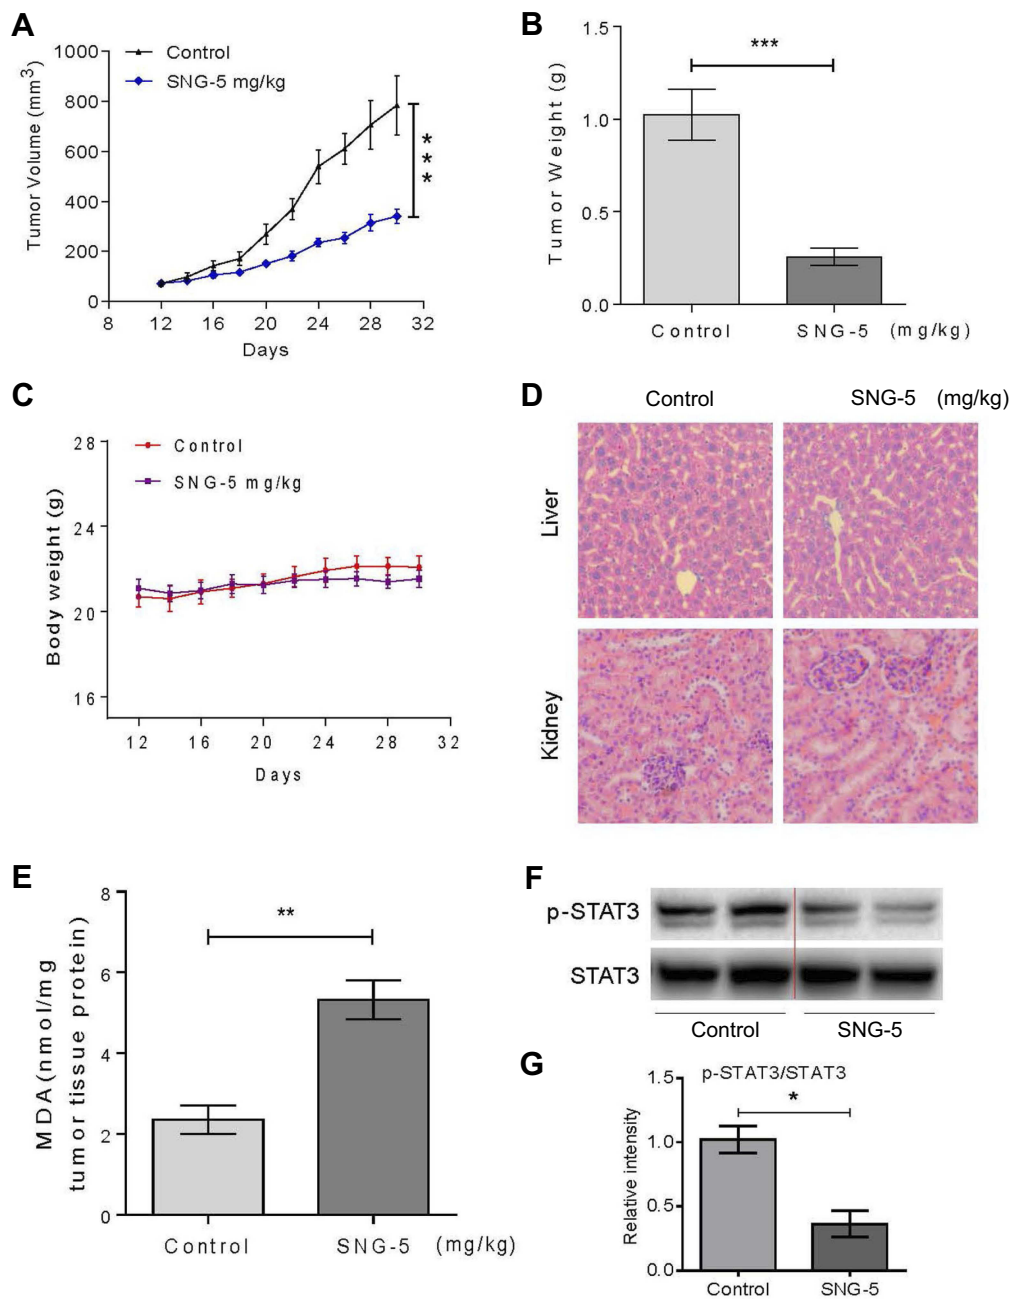 A
Control
SNG-5 mg/kg
Tumor Volume (mm3)
1000
800
600
400
200
0
8 12 16 20 24 28 32
Days
***
B
Tumor Weight (g)
1.5
1.0
0.5
0.0
***
Control SNG-5 (mg/kg)
C
Control
SNG-5 mg/kg
Body weight (g)
28
24
20
16
12 16 20 24 28 32
Days
D
Control SNG-5 (mg/kg)
Liver
Kidney
E
MDA (nmol/mg
tumor tissue protein)
8
6
4
2
0
**
Control SNG-5 (mg/kg)
F
p-STAT3
STAT3
Control SNG-5
G
p-STAT3/STAT3
Relative intensity
1.5
1.0
0.5
0.0
*
Control SNG-5